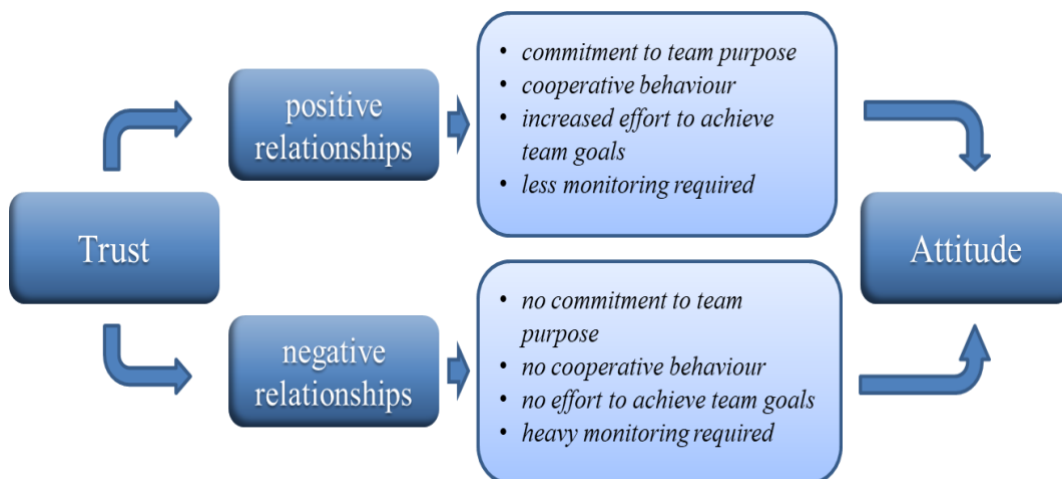 positive
relationships
• commitment to team purpose
• cooperative behaviour
• increased effort to achieve
team goals
• less monitoring required
Trust
Attitude
negative
relationships
• no commitment to team
purpose
• no cooperative behaviour
• no effort to achieve team goals
• heavy monitoring required